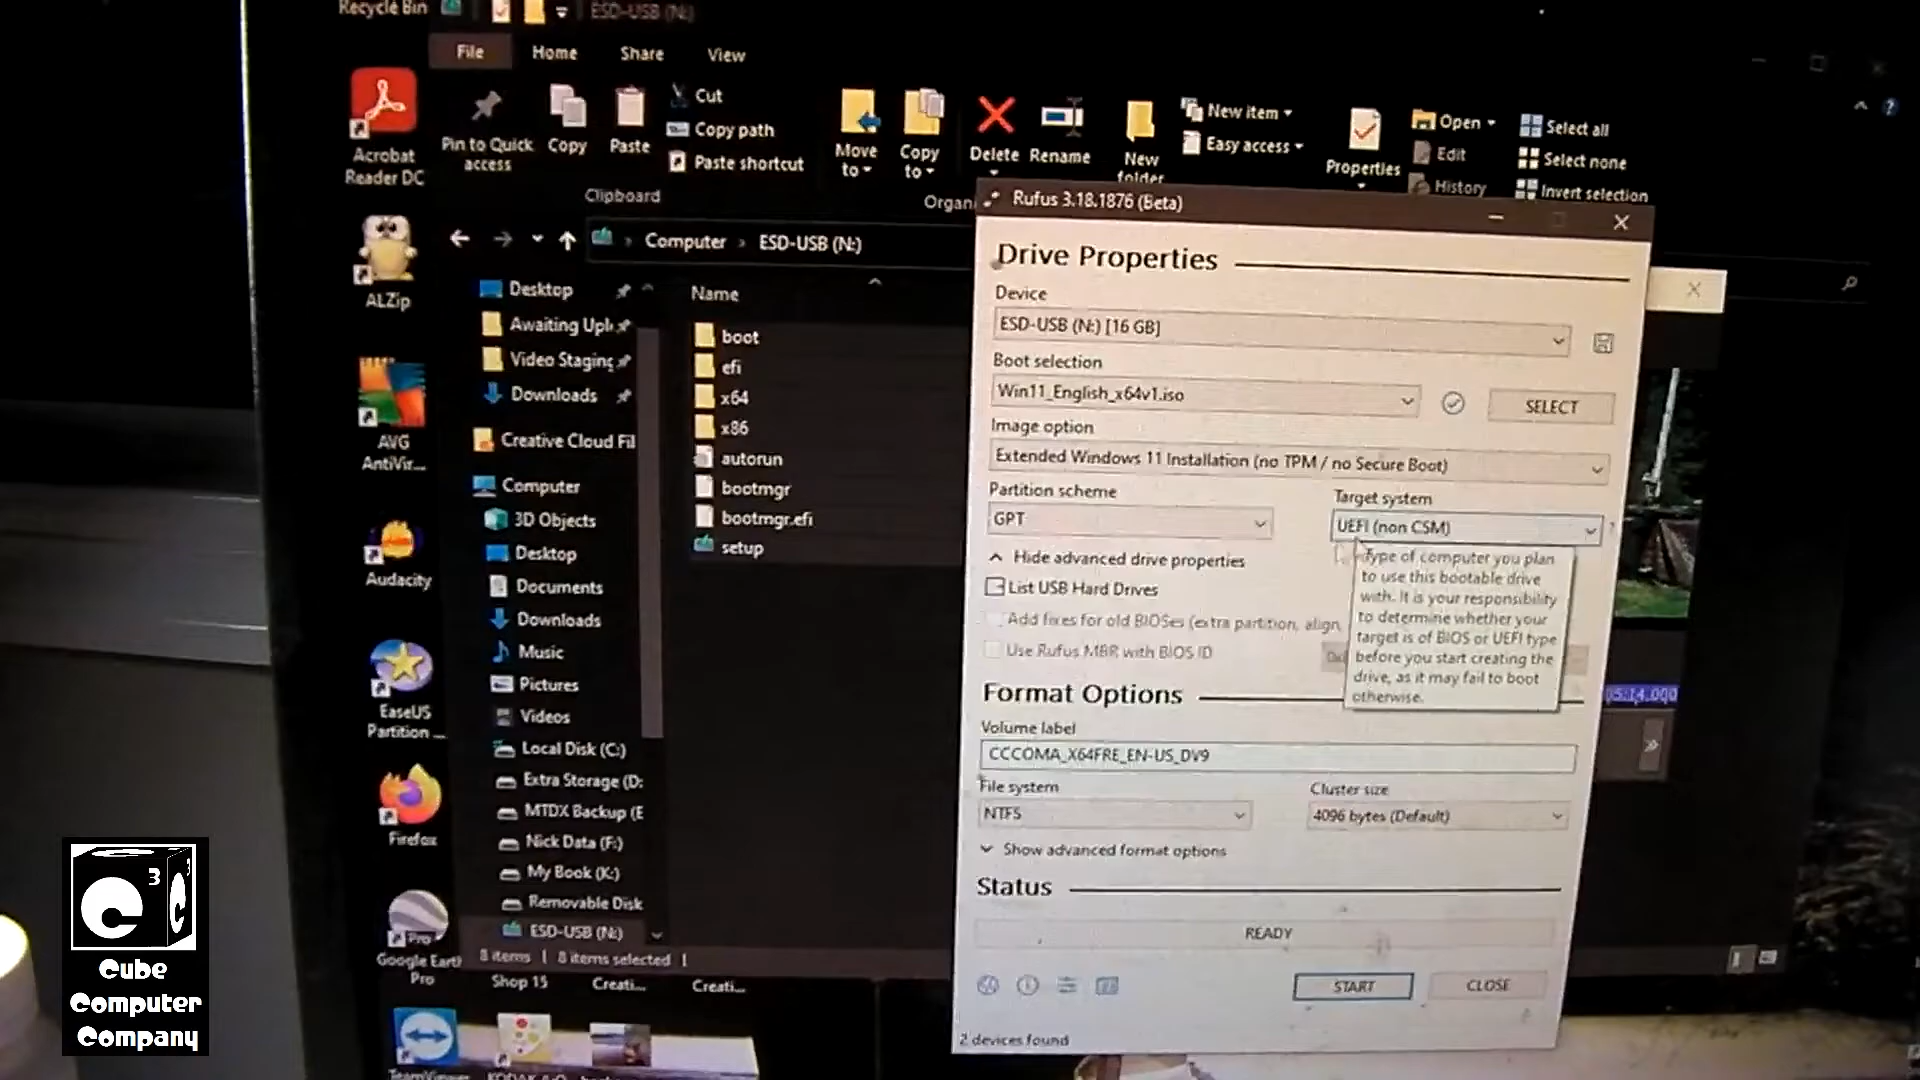 Recycle Bin
ESD-USB (N:)
File
Home
Share
View
Acrobat
Reader DC
Pin to Quick
access
Copy
Paste
Cut
Copy path
Paste shortcut
Clipboard
Move
to
Copy
to
Delete
Rename
New
folder
New item
Easy access
Properties
Open
Edit
History
Select all
Select none
Invert selection
Computer
ESD-USB (N:)
ALZip
AVG
AntiVir...
Audacity
EaseUS
Partition ...
Firefox
Pro
Google Earth
Pro
TeamViewer
Desktop
Video Staging
Downloads
Creative Cloud Fil
Computer
3D Objects
Desktop
Documents
Downloads
Music
Pictures
Videos
Local Disk (C:)
Extra Storage (D:
MTDX Backup (E
Nick Data (F:)
My Book (K:)
Removable Disk
ESD-USB (N:)
Name
boot
efi
x64
x86
autorun
bootmgr
bootmgr.efi
setup
8 items
8 items selected
Shop 15
Creati...
Creati...
Rufus 3.18.1876 (Beta)
Drive Properties
Device
ESD-USB (N:) [16 GB]
Boot selection
Win11_English_x64v1.iso
SELECT
Image option
Extended Windows 11 Installation (no TPM / no Secure Boot)
Partition scheme
GPT
Target system
UEFI (non CSM)
?
Hide advanced drive properties
List USB Hard Drives
Add fixes for old BIOSes (extra partition, align,
Use Rufus MBR with BIOS ID
Type of computer you plan
to use this bootable drive
with. It is your responsibility
to determine whether your
target is of BIOS or UEFI type
before you start creating the
drive, as it may fail to boot
otherwise.
Format Options
Volume label
CCCOMA_X64FRE_EN-US_DV9
File system
NTFS
Cluster size
4096 bytes (Default)
Show advanced format options
Status
READY
START
CLOSE
2 devices found
05:14.000
C3
Cube
Computer
Company